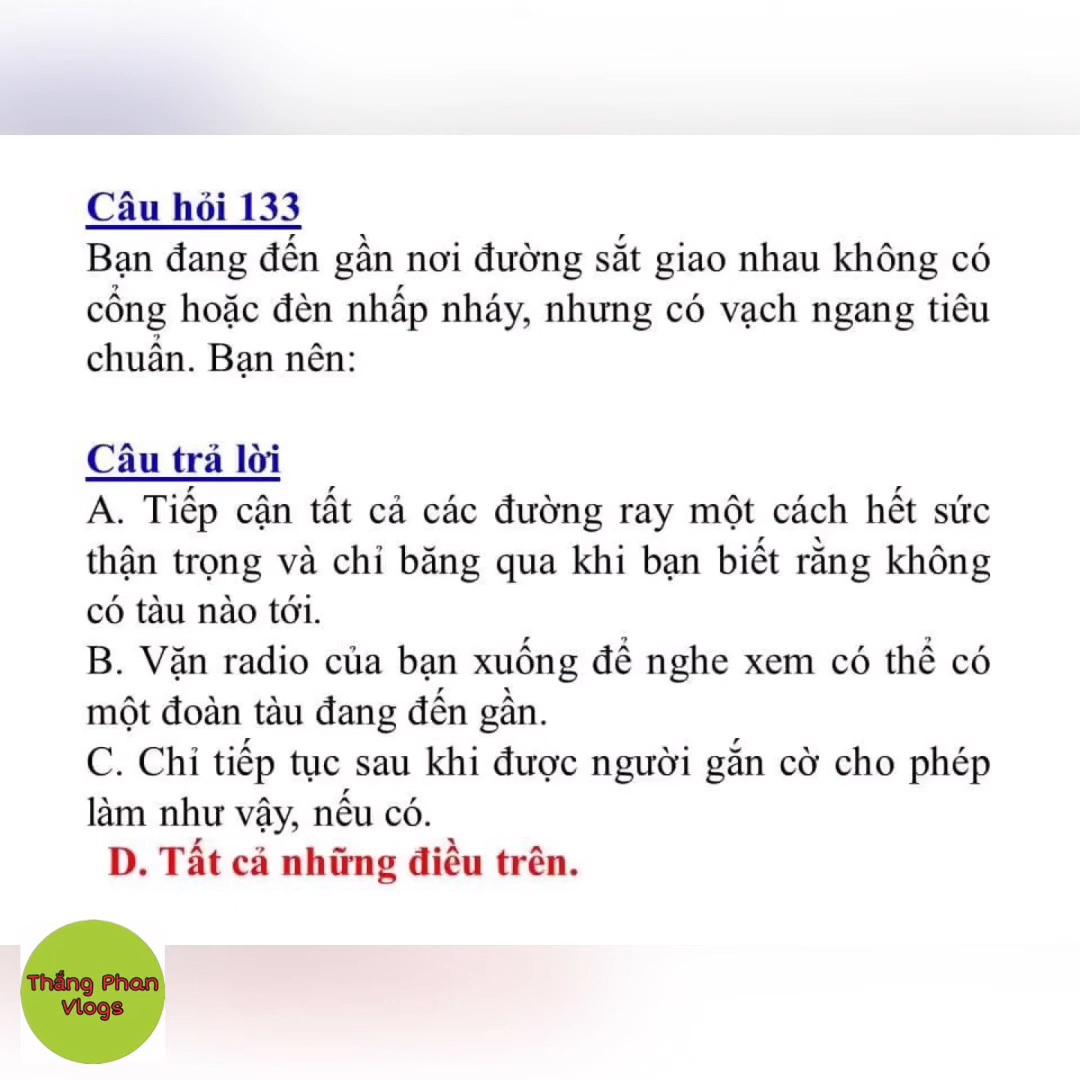 Câu hỏi 133
Bạn đang đến gần nơi đường sắt giao nhau không có
cổng hoặc đèn nhấp nháy, nhưng có vạch ngang tiêu
chuẩn. Bạn nên:
Câu trả lời
A. Tiếp cận tất cả các đường ray một cách hết sức
thận trọng và chỉ băng qua khi bạn biết rằng không
có tàu nào tới.
B. Vặn radio của bạn xuống để nghe xem có thể có
một đoàn tàu đang đến gần.
C. Chỉ tiếp tục sau khi được người gắn cờ cho phép
làm như vậy, nếu có.
D. Tất cả những điều trên.
Thắng Phan
Vlogs